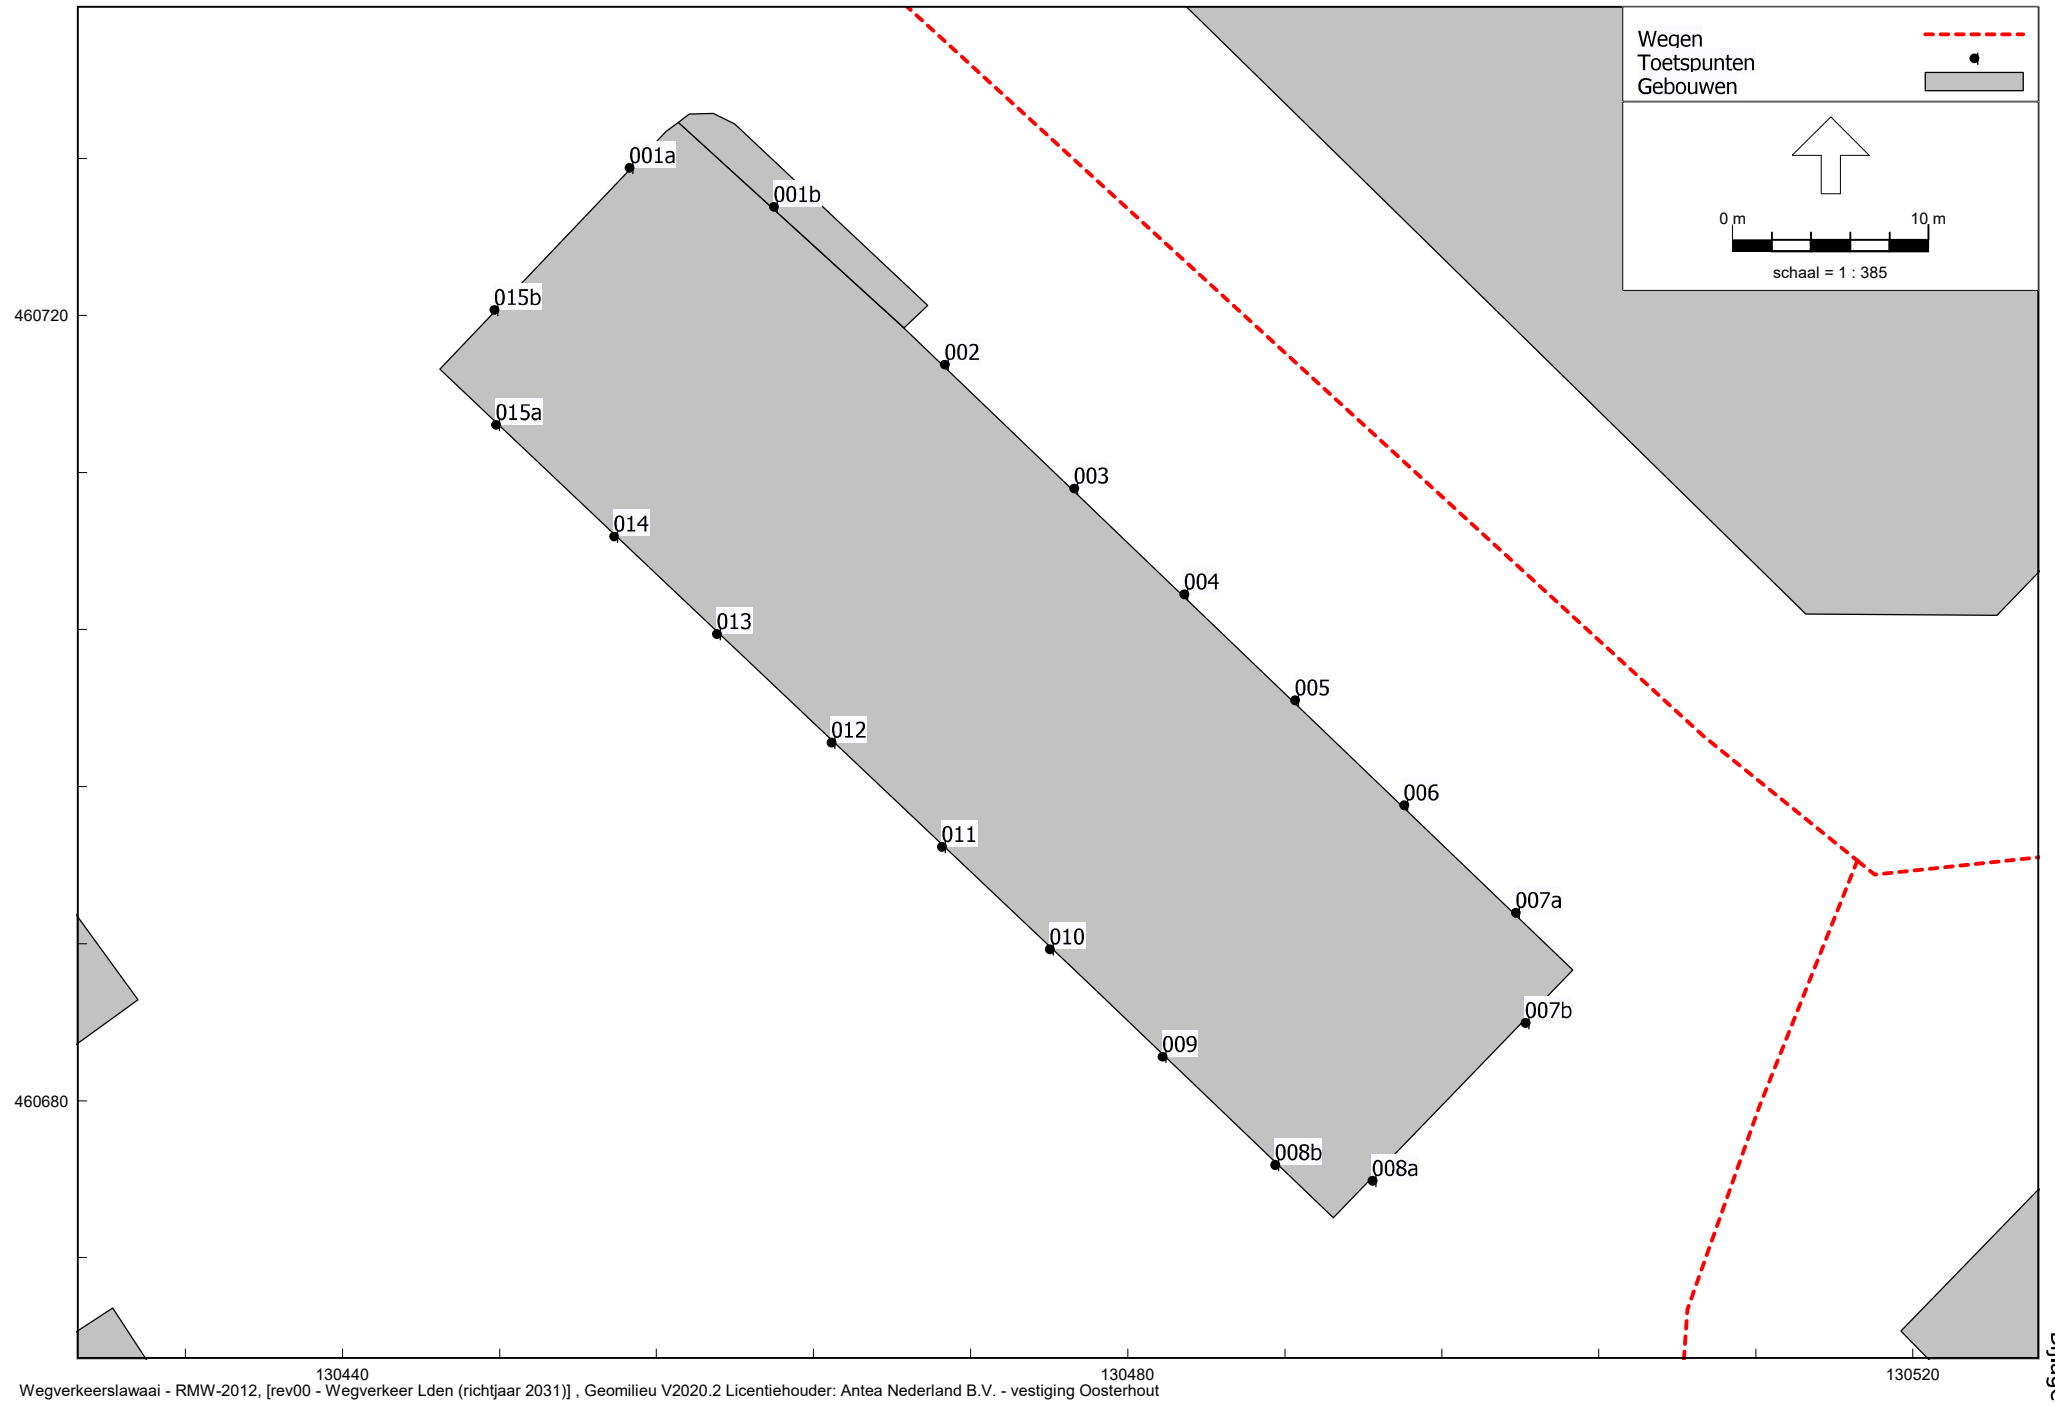 Wegen
Toetspunten
Gebouwen
0 m 10 m
schaal = 1 : 385
001a
001b
015b
460720
002
015a
003
014
004
013
005
012
006
011
007a
010
007b
009
460680
008b
008a
130440 130480 130520
Wegverkeerslawaai - RMW-2012, [rev00 - Wegverkeer Lden (richtjaar 2031)] , Geomilieu V2020.2 Licentiehouder: Antea Nederland B.V. - vestiging Oosterhout